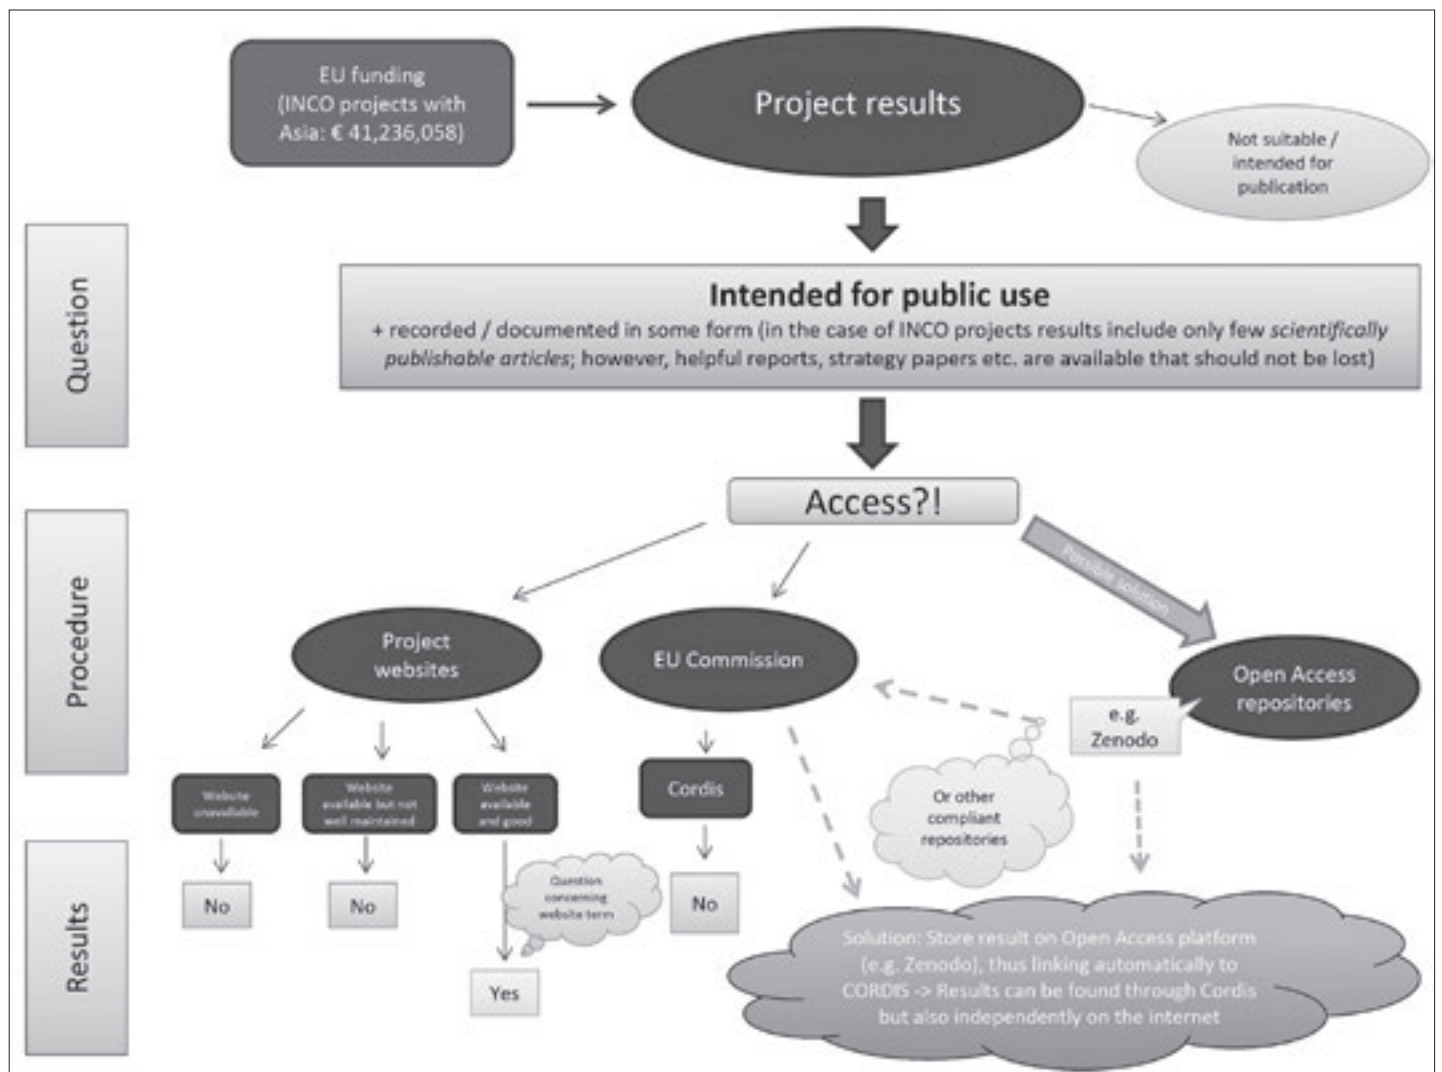 EU funding
(INCO projects with
Asia: € 41,236,058)
Project results
Not suitable /
intended for
publication
Question
Intended for public use
+ recorded / documented in some form (in the case of INCO projects results include only few scientifically
publishable articles; however, helpful reports, strategy papers etc. are available that should not be lost)
Access?!
Possible solution
Procedure
Project
websites
EU Commission
Open Access
repositories
e.g.
Zenodo
Website
unavailable
Website
available but not
well maintained
Website
available
and good
Cordis
Or other
compliant
repositories
Results
No
No
Question
concerning
website term
Yes
No
Solution: Store result on Open Access platform
(e.g. Zenodo), thus linking automatically to
CORDIS -> Results can be found through Cordis
but also independently on the internet